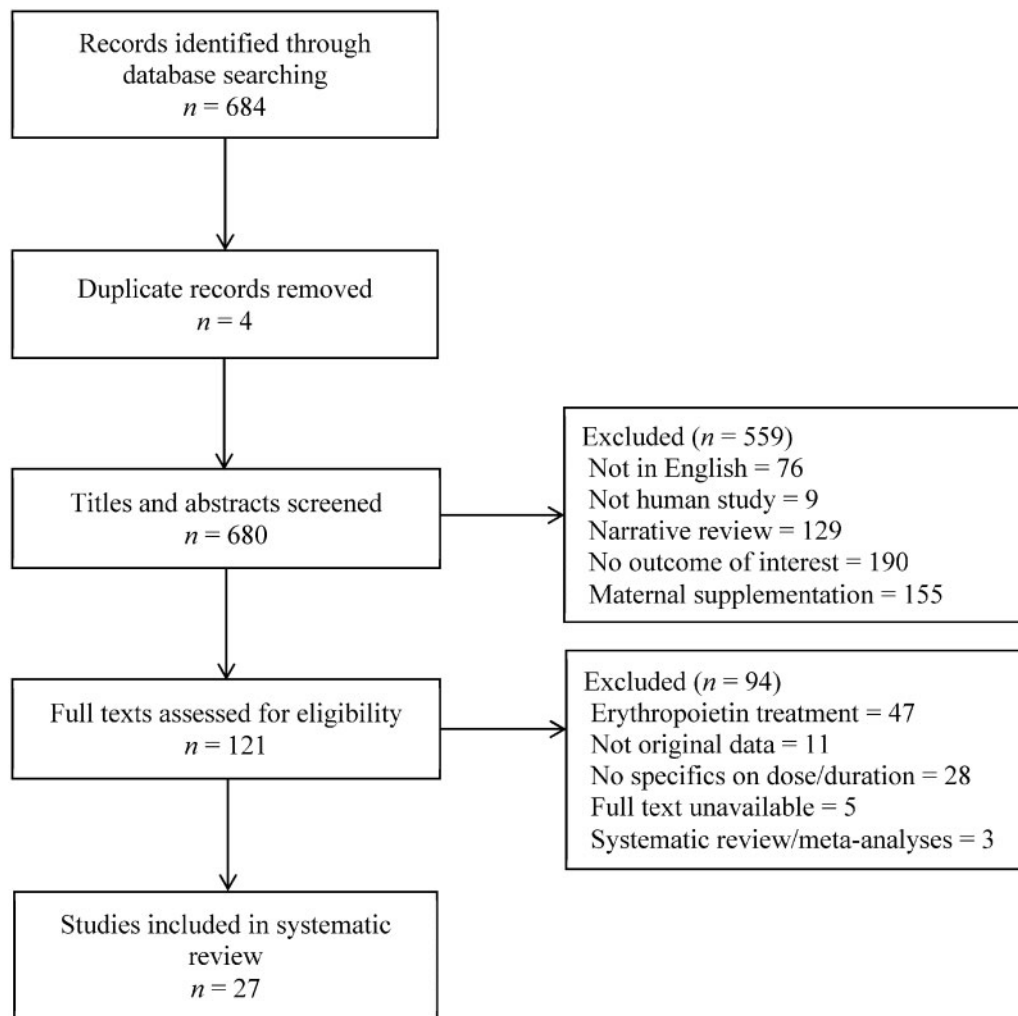 Records identified through
database searching
n = 684
Duplicate records removed
n = 4
Titles and abstracts screened
n = 680
Excluded (n = 559)
Not in English = 76
Not human study = 9
Narrative review = 129
No outcome of interest = 190
Maternal supplementation = 155
Full texts assessed for eligibility
n = 121
Excluded (n = 94)
Erythropoietin treatment = 47
Not original data = 11
No specifics on dose/duration = 28
Full text unavailable = 5
Systematic review/meta-analyses = 3
Studies included in systematic
review
n = 27